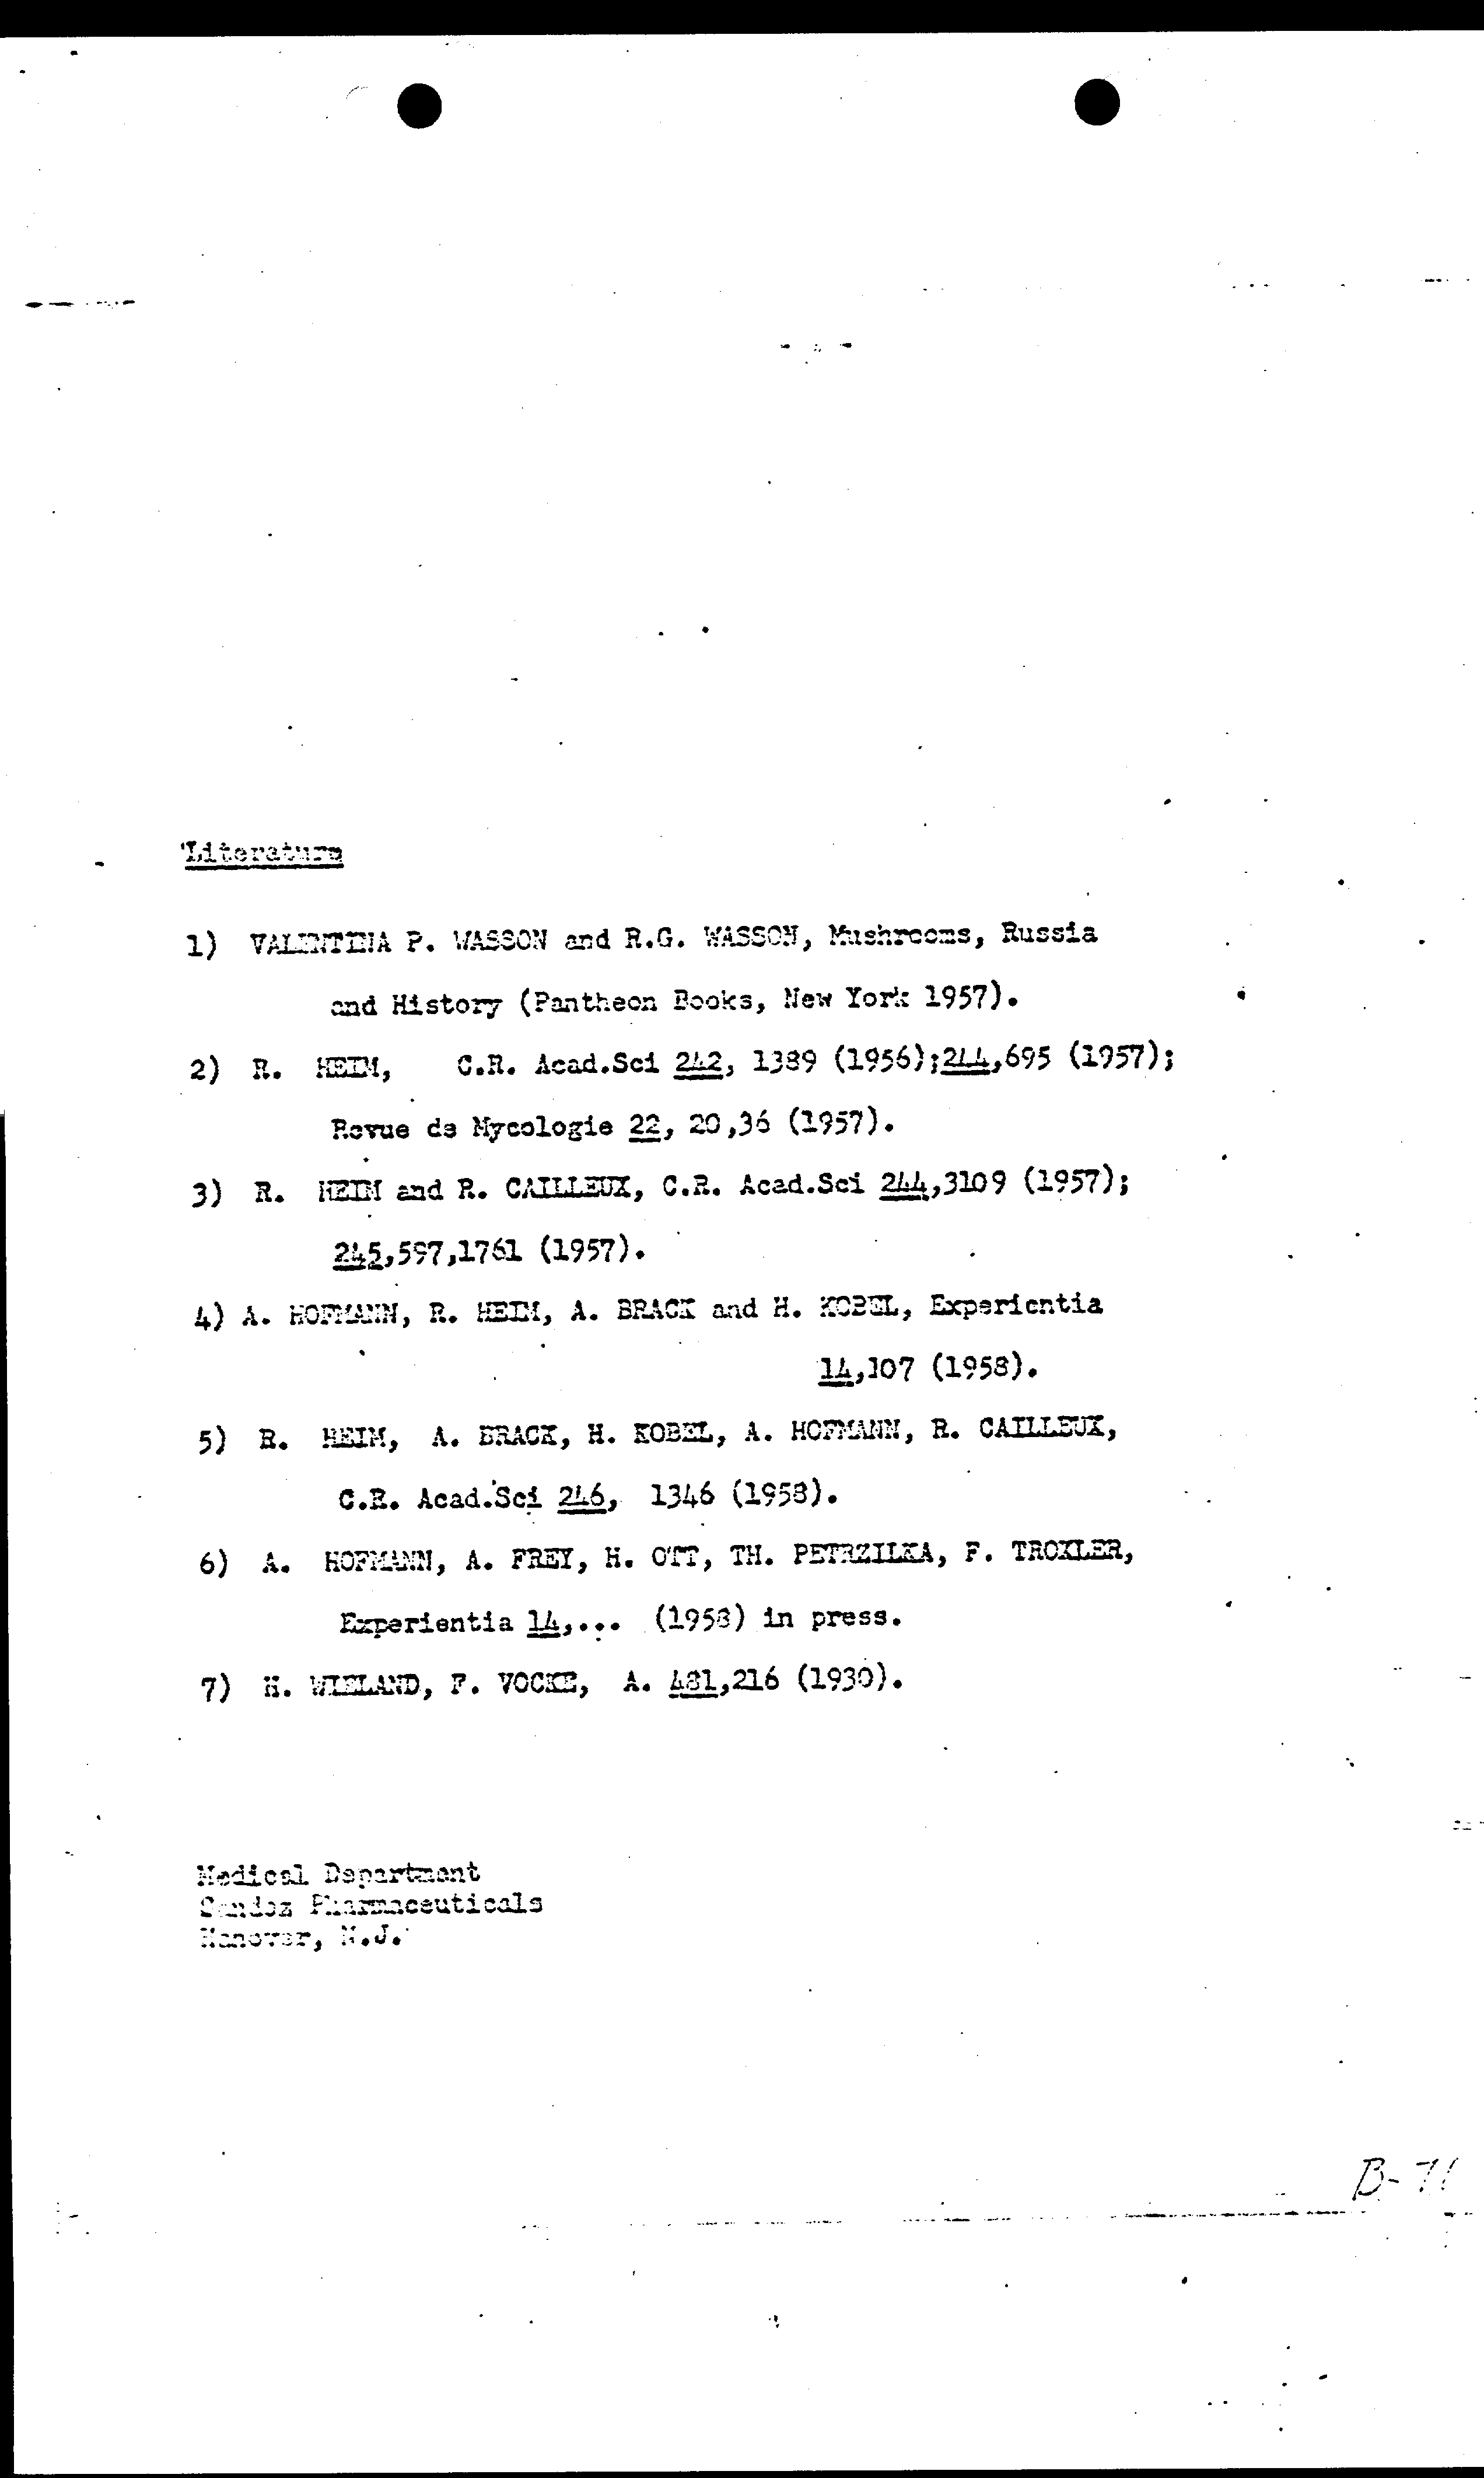 Literature
1) VALENTINA P. WASSON and R.G. WASSON, Mushrooms, Russia
and History (Pantheon Books, New York 1957).
2) R. HEIM, C.R. Acad.Sci 242, 1389 (1956);244,695 (1957);
Revue de Mycologie 22, 20,36 (1957).
3) R. HEIM and R. CAILLEUX, C.R. Acad.Sci 244,3109 (1957);
245,597,1761 (1957).
4) A. HOFMANN, R. HEIM, A. BRACK and H. KOBEL, Experientia
14,107 (1958).
5) R. HEIM, A. BRACK, H. KOBEL, A. HOFMANN, R. CAILLEUX,
C.R. Acad.Sci 246, 1346 (1958).
6) A. HOFMANN, A. FREY, H. OTT, TH. PETRZILKA, F. TROXLER,
Experientia 14,... (1958) in press.
7) H. WIELAND, F. VOCKE, A. 481,216 (1930).
Medical Department
Sandoz Pharmaceuticals
Hanover, N.J.
B-71